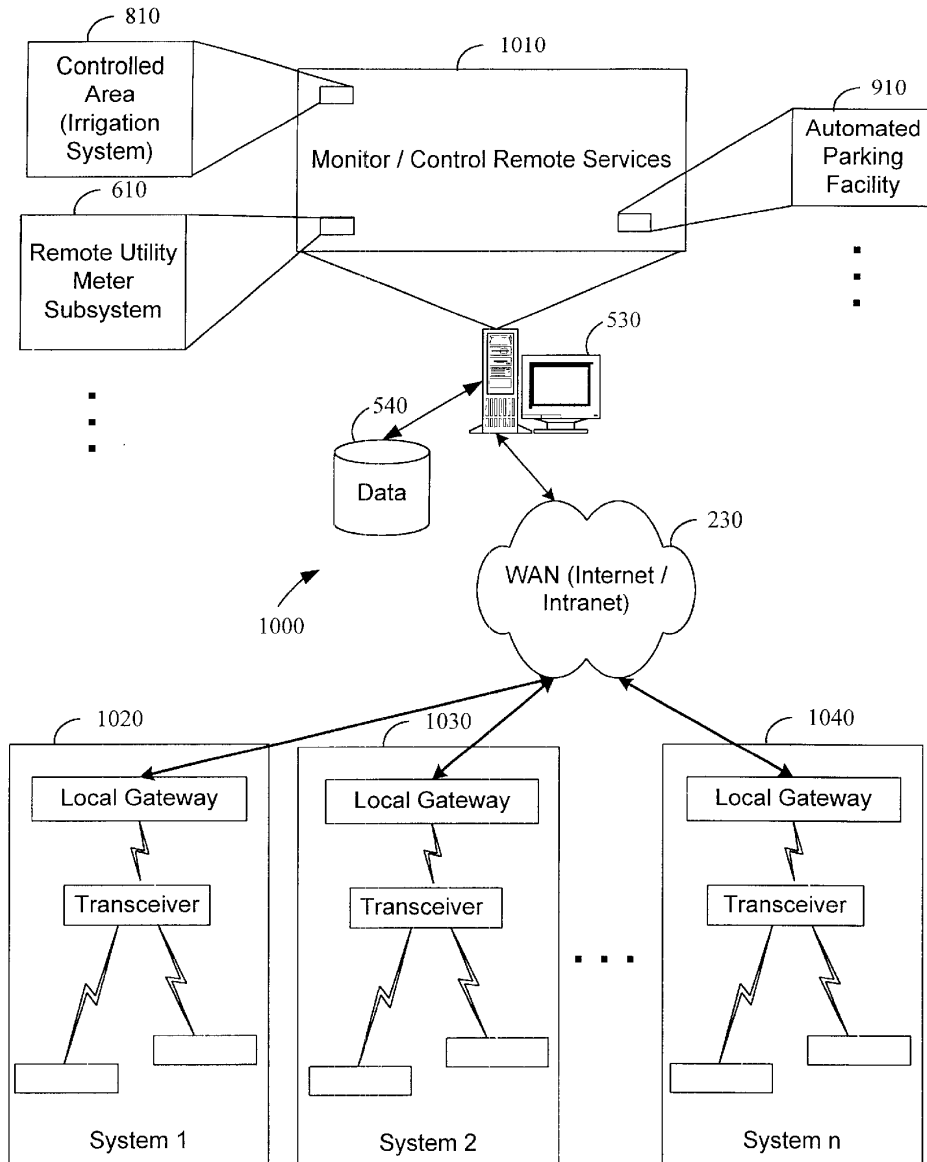 810
Controlled
Area
(Irrigation
System)
1010
Monitor / Control Remote Services
910
Automated
Parking
Facility
610
Remote Utility
Meter
Subsystem
530
540
Data
230
WAN (Internet /
Intranet)
1000
1020
Local Gateway
Transceiver
System 1
1030
Local Gateway
Transceiver
System 2
1040
Local Gateway
Transceiver
System n